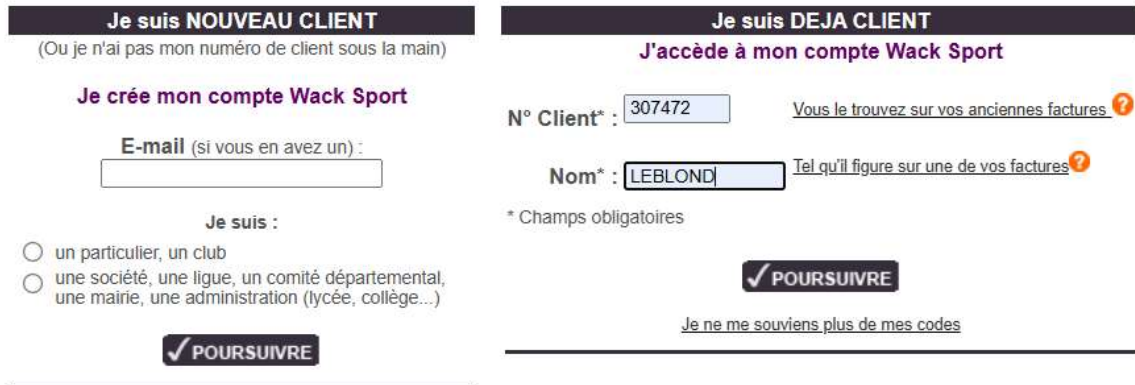 Je suis NOUVEAU CLIENT
(Ou je n'ai pas mon numéro de client sous la main)
Je crée mon compte Wack Sport
E-mail (si vous en avez un) :
Je suis :
un particulier, un club
une société, une ligue, un comité départemental,
une mairie, une administration (lycée, collège...)
POURSUIVRE
Je suis DEJA CLIENT
J'accède à mon compte Wack Sport
N° Client* : 307472 Vous le trouvez sur vos anciennes factures ?
Nom* : LEBLOND Tel qu'il figure sur une de vos factures ?
* Champs obligatoires
POURSUIVRE
Je ne me souviens plus de mes codes